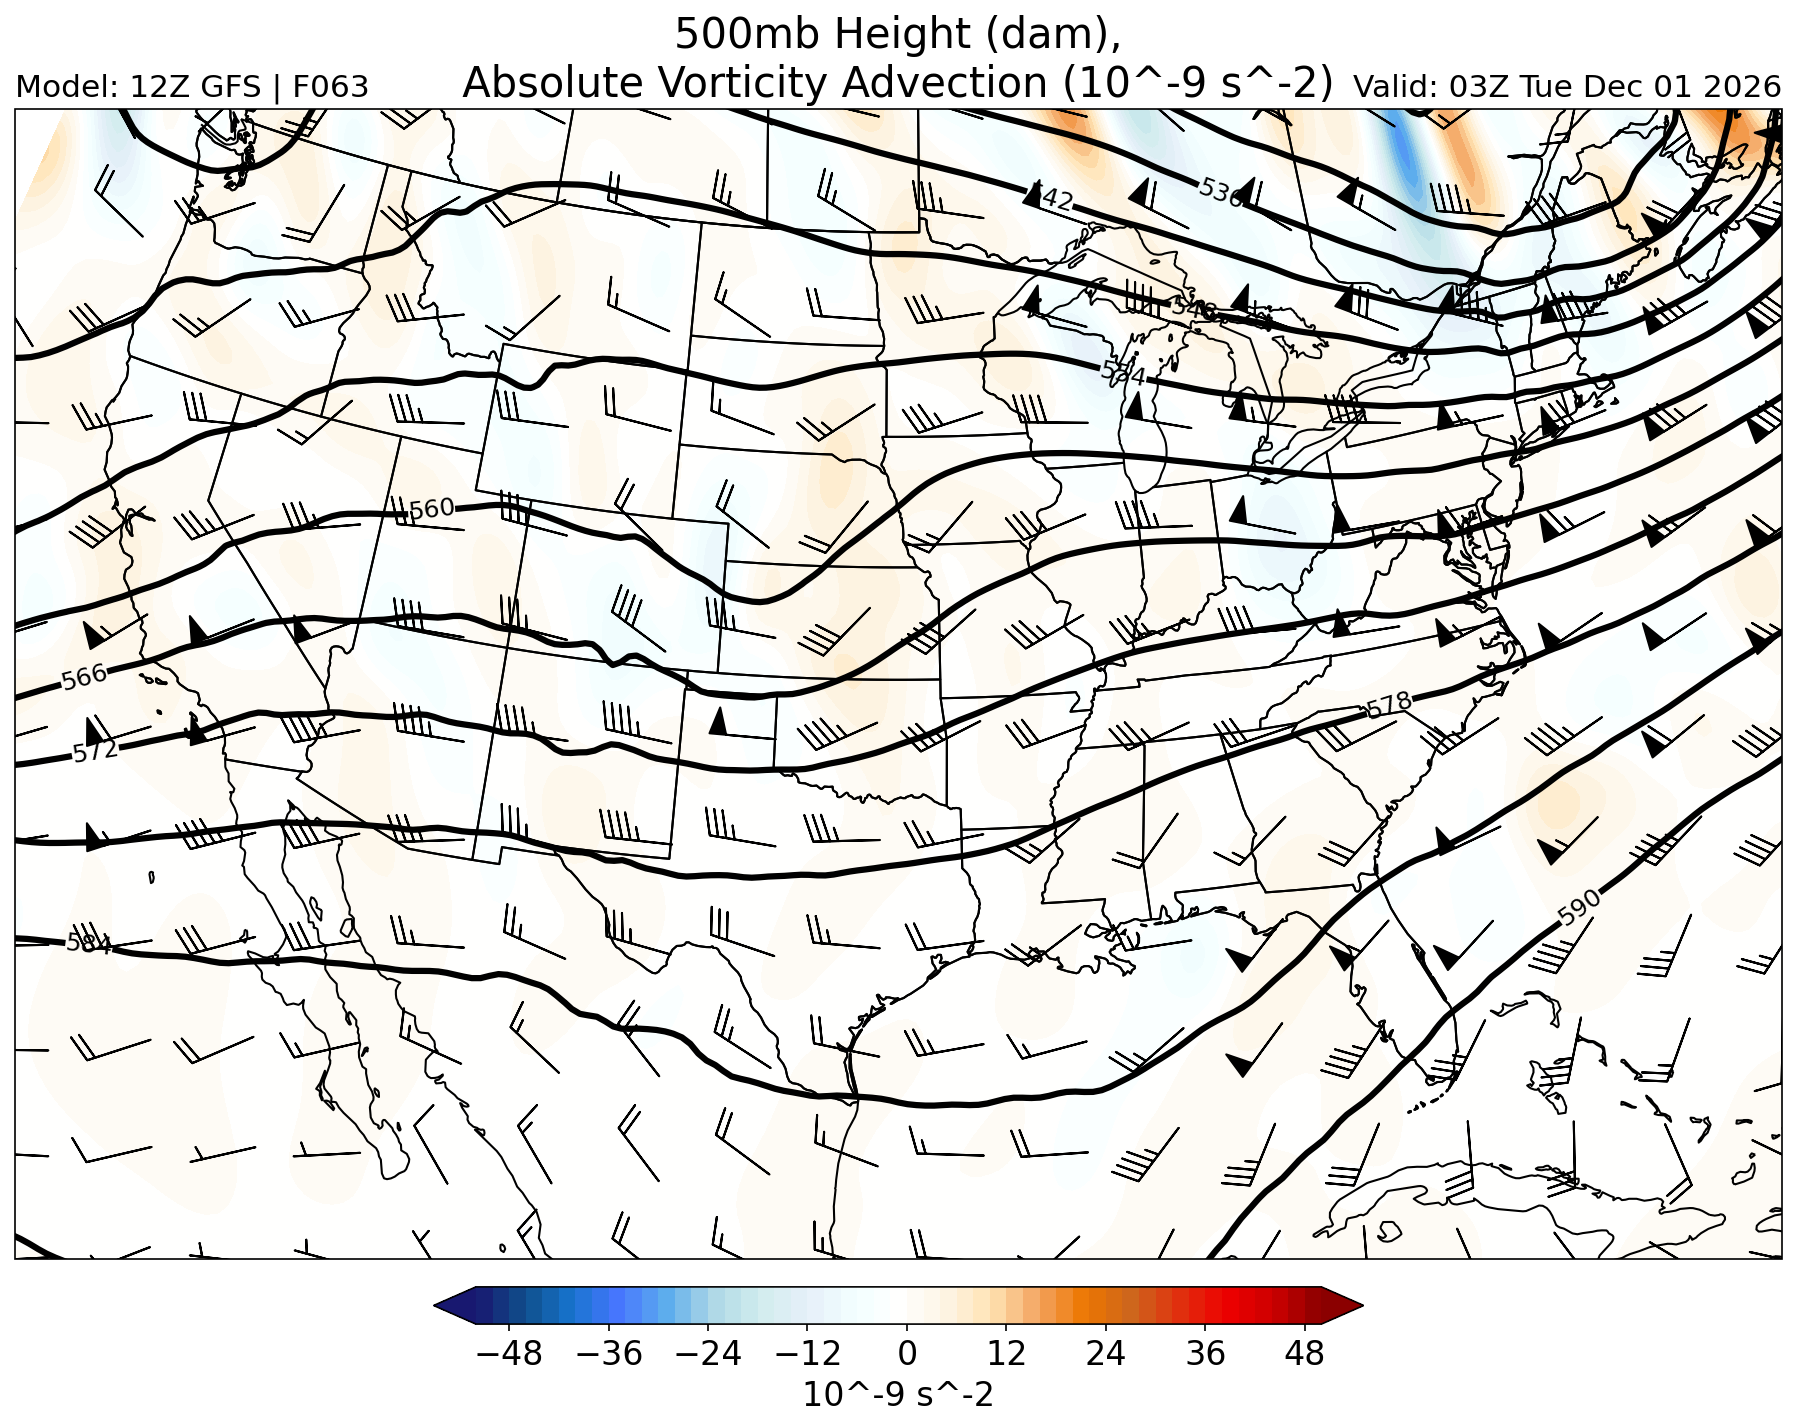 500mb Height (dam),
Model: 12Z GFS | F063 Absolute Vorticity Advection (10^-9 s^-2) Valid: 03Z Tue Dec 01 2026
542
536
548
554
560
566
572
578
584
590
−48 −36 −24 −12 0 12 24 36 48
10^-9 s^-2